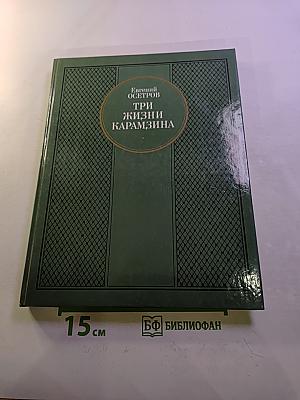 Евгений
ОСЕТРОВ
ТРИ
ЖИЗНИ
КАРАМЗИНА
15 см
БФ БИБЛИОФАН